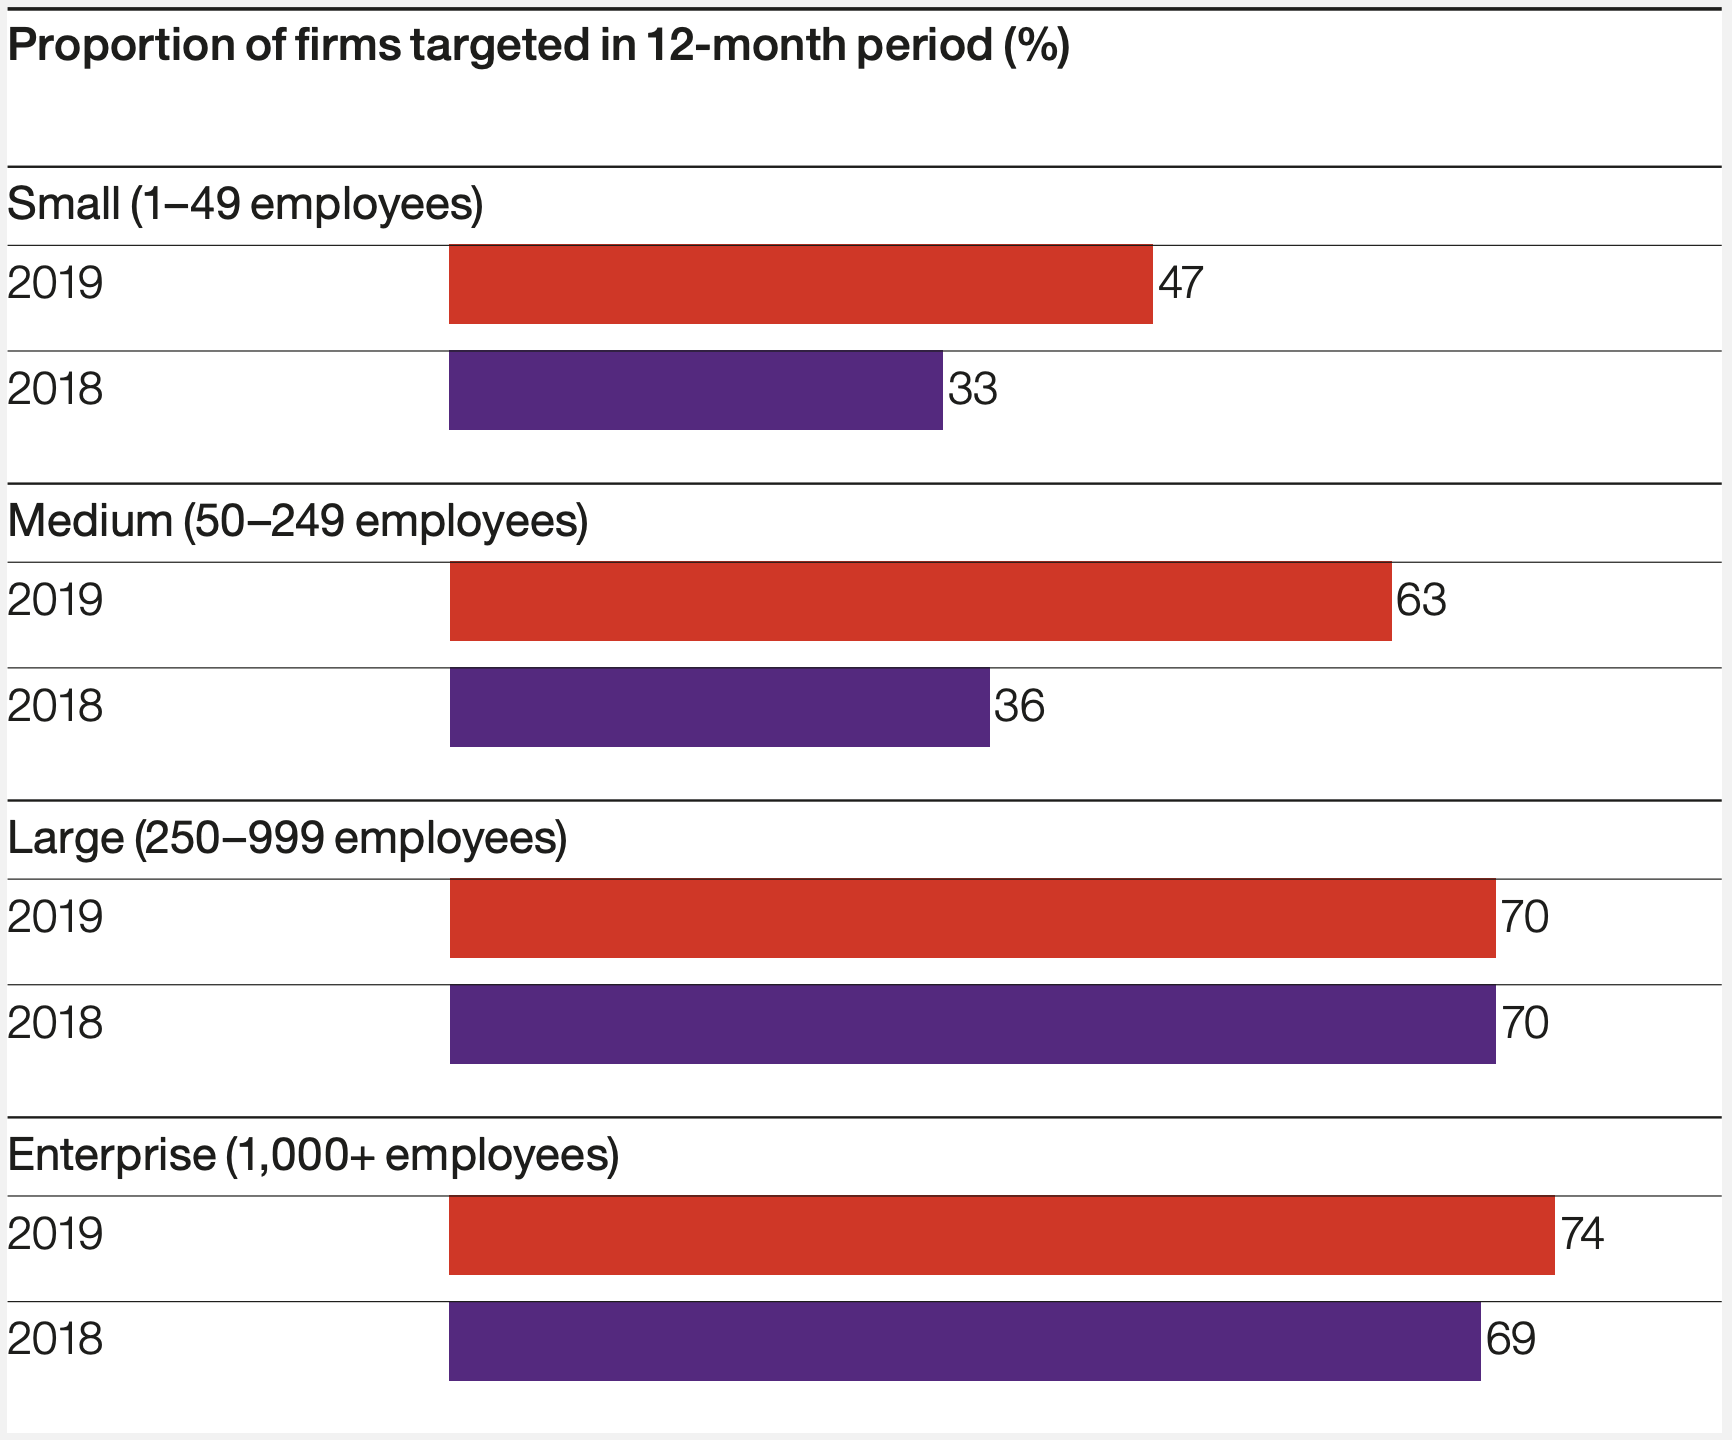 Proportion of firms targeted in 12-month period (%)
Small (1–49 employees)
2019 47
2018 33
Medium (50–249 employees)
2019 63
2018 36
Large (250–999 employees)
2019 70
2018 70
Enterprise (1,000+ employees)
2019 74
2018 69